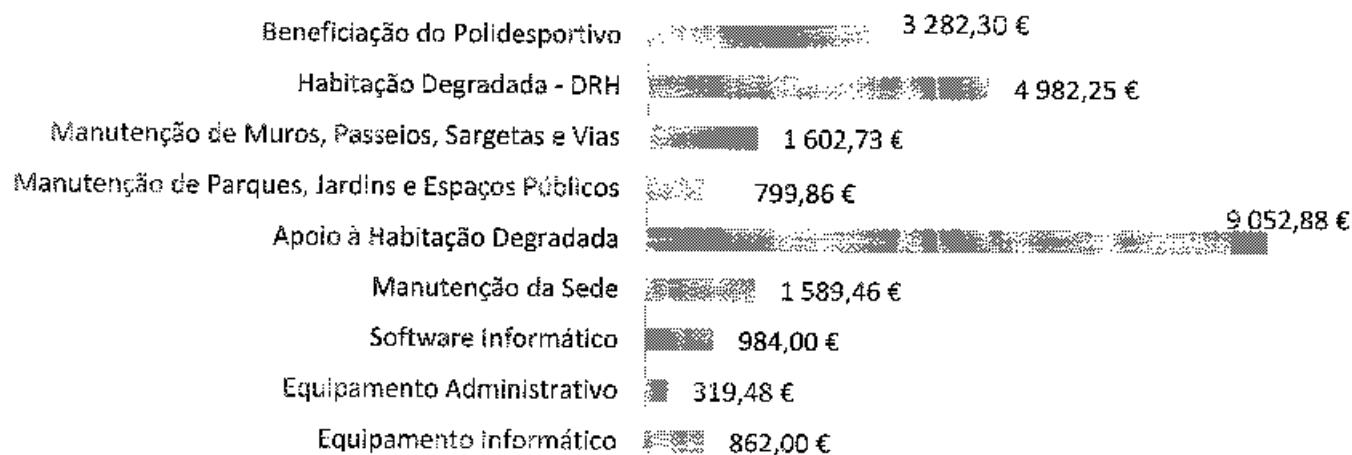 Beneficiação do Polidesportivo 3 282,30 €
Habitação Degradada - DRH 4 982,25 €
Manutenção de Muros, Passeios, Sargetas e Vias 1 602,73 €
Manutenção de Parques, Jardins e Espaços Públicos 799,86 €
Apoio à Habitação Degradada 9 052,88 €
Manutenção da Sede 1 589,46 €
Software Informático 984,00 €
Equipamento Administrativo 319,48 €
Equipamento Informático 862,00 €